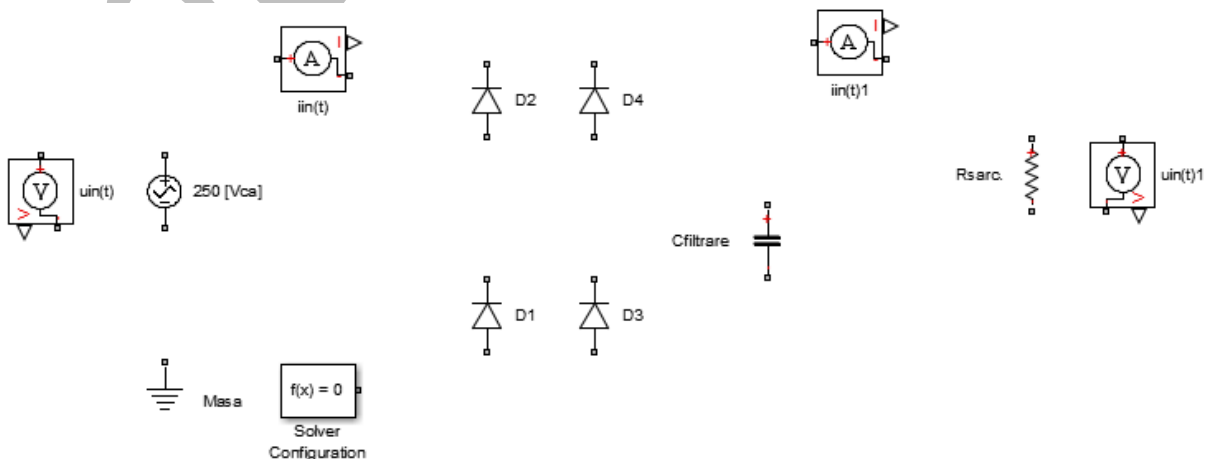 A
I
iin(t)
A
I
iin(t)1
D2
D4
V
uin(t)
250 [Vca]
Rsarc.
V
uin(t)1
Cfiltrare
D1
D3
Masa
f(x) = 0
Solver
Configuration